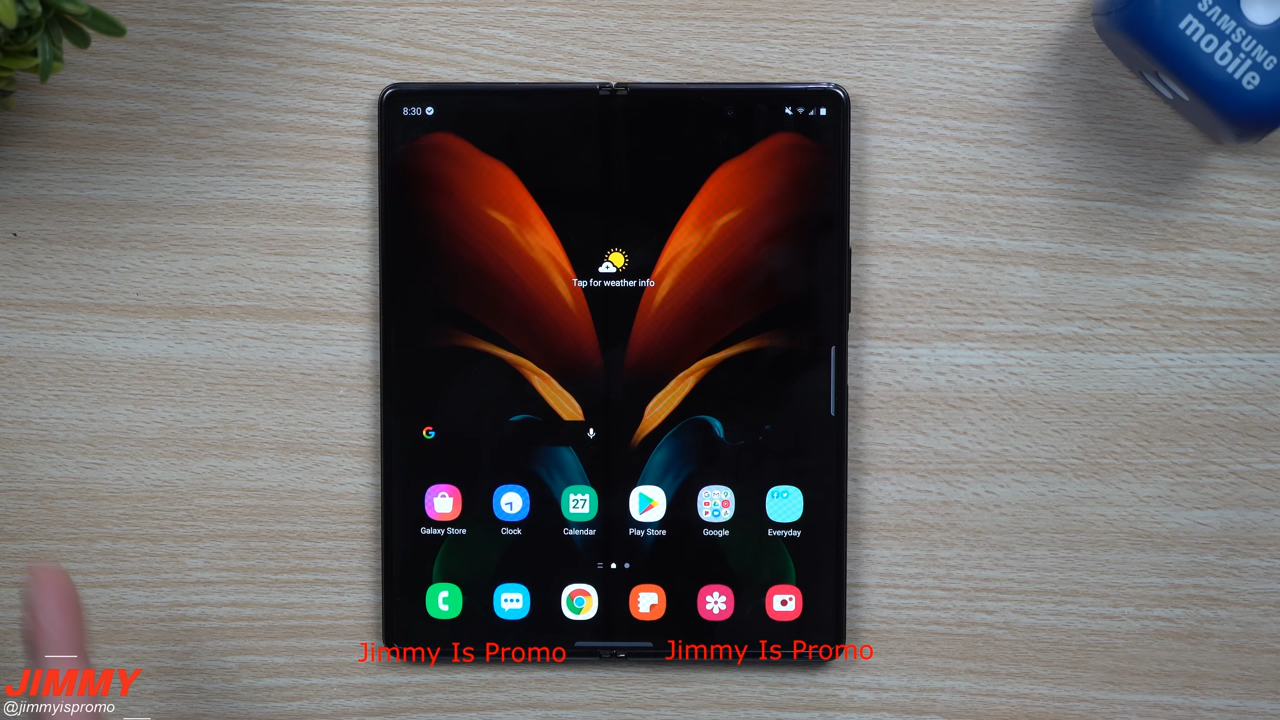 SAMSUNG
mobile
8:30
Tap for weather info
27
Galaxy Store
Clock
Calendar
Play Store
Google
Everyday
Jimmy Is Promo
Jimmy Is Promo
JIMMY
@jimmyispromo